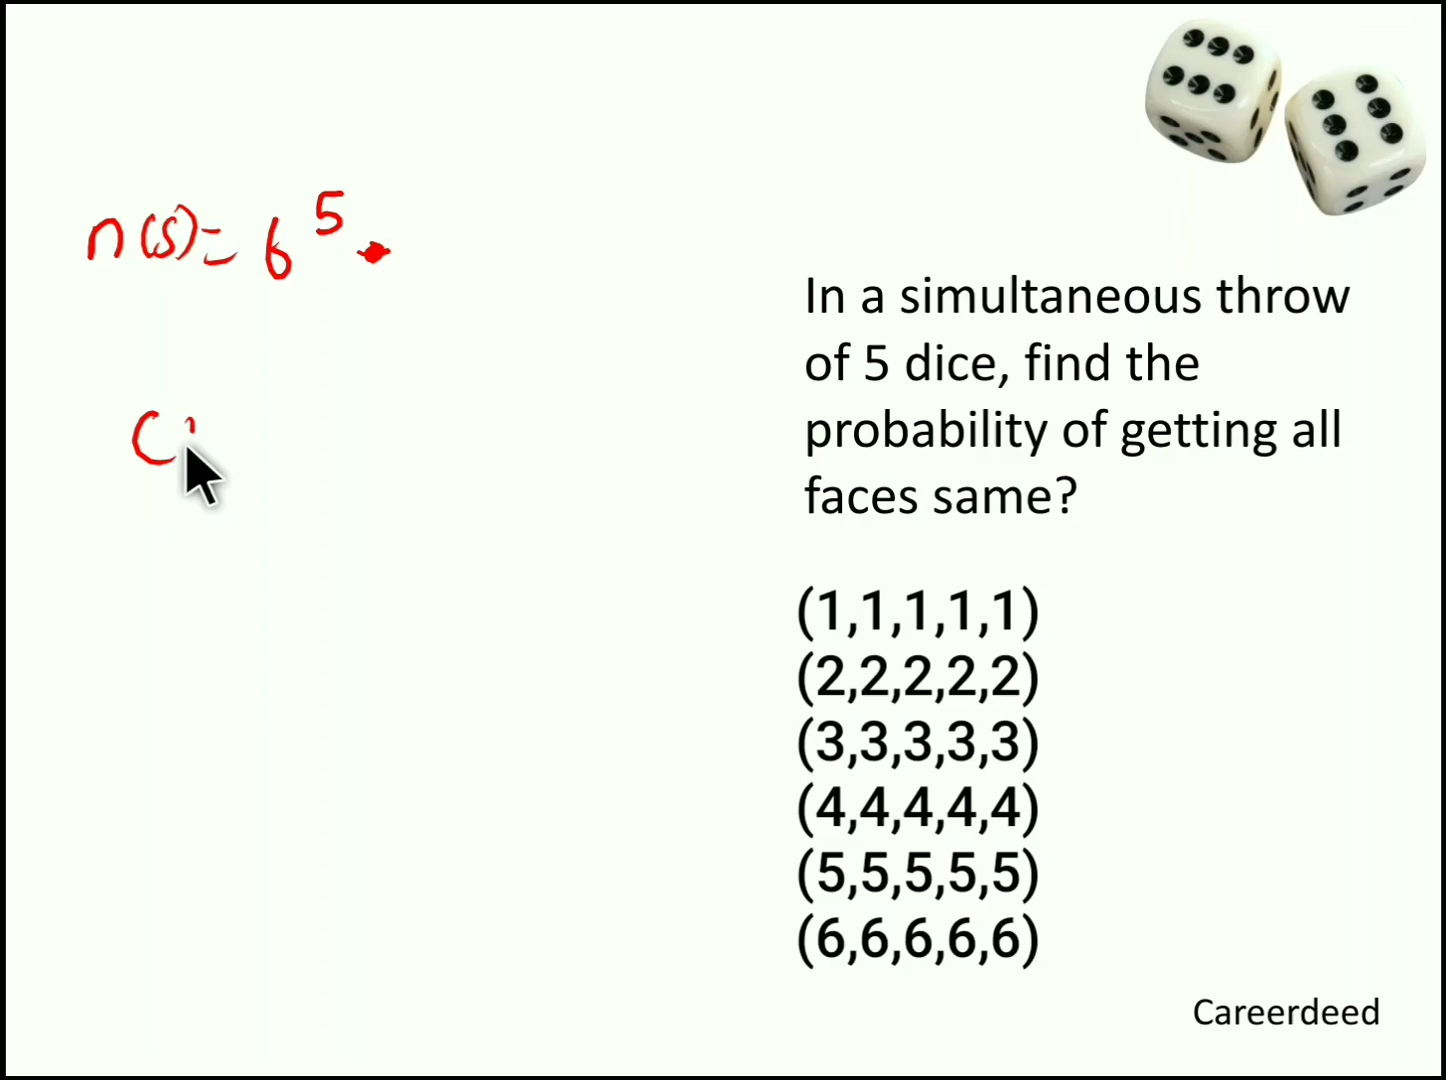 n(s)= 6^5.
In a simultaneous throw
of 5 dice, find the
probability of getting all
faces same?
(1,1,1,1,1)
(2,2,2,2,2)
(3,3,3,3,3)
(4,4,4,4,4)
(5,5,5,5,5)
(6,6,6,6,6)
Careerdeed